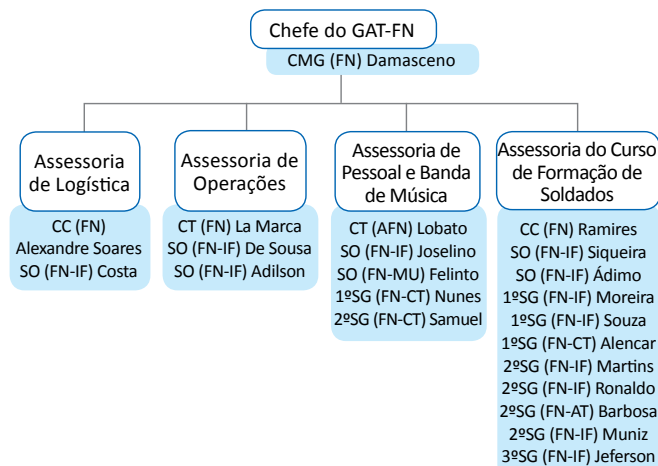 Chefe do GAT-FN
CMG (FN) Damasceno
Assessoria
de Logística
CC (FN)
Alexandre Soares
SO (FN-IF) Costa
Assessoria de
Operações
CT (FN) La Marca
SO (FN-IF) De Sousa
SO (FN-IF) Adilson
Assessoria de
Pessoal e Banda
de Música
CT (AFN) Lobato
SO (FN-IF) Joselino
SO (FN-MU) Felinto
1ºSG (FN-CT) Nunes
2ºSG (FN-CT) Samuel
Assessoria do Curso
de Formação de
Soldados
CC (FN) Ramires
SO (FN-IF) Siqueira
SO (FN-IF) Ádimo
1ºSG (FN-IF) Moreira
1ºSG (FN-IF) Souza
1ºSG (FN-CT) Alencar
2ºSG (FN-IF) Martins
2ºSG (FN-IF) Ronaldo
2ºSG (FN-AT) Barbosa
2ºSG (FN-IF) Muniz
3ºSG (FN-IF) Jeferson